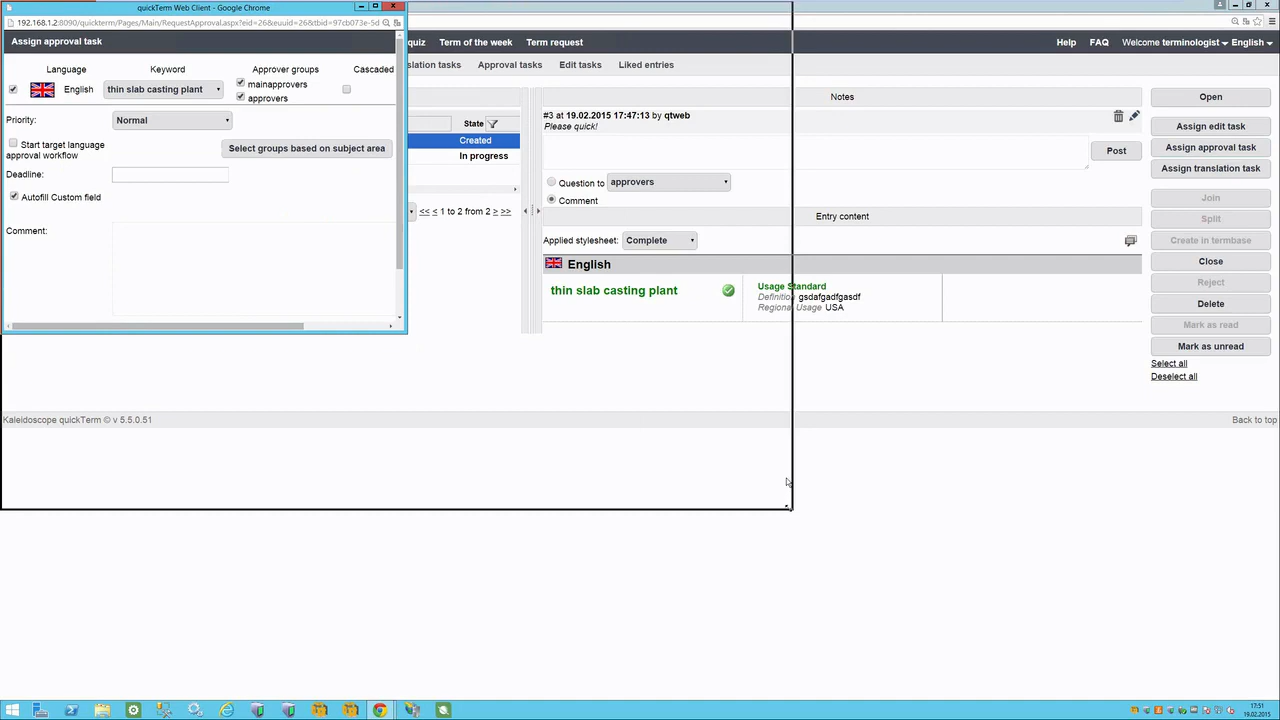 quickTerm Web Client - Google Chrome
192.168.1.2:8090/quickterm/Pages/Main/RequestApproval.aspx?eid=26&euuid=26&tbid=97cb073e-5d
Assign approval task
Language Keyword Approver groups Cascaded
English thin slab casting plant mainapprovers
approvers
Priority: Normal
Start target language
approval workflow
Select groups based on subject area
Deadline:
Autofill Custom field
Comment:
quiz Term of the week Term request
Help FAQ Welcome terminologist English
slation tasks Approval tasks Edit tasks Liked entries
State
Created
In progress
<< < 1 to 2 from 2 > >>
Notes
#3 at 19.02.2015 17:47:13 by qtweb
Please quick!
Post
Question to approvers
Comment
Entry content
Applied stylesheet: Complete
English
thin slab casting plant
Usage Standard
Definition gsdafgadfgasdf
Regional Usage USA
Open
Assign edit task
Assign approval task
Assign translation task
Join
Split
Create in termbase
Close
Reject
Delete
Mark as read
Mark as unread
Select all
Deselect all
Kaleidoscope quickTerm © v 5.5.0.51
Back to top
17:51
19.02.2015